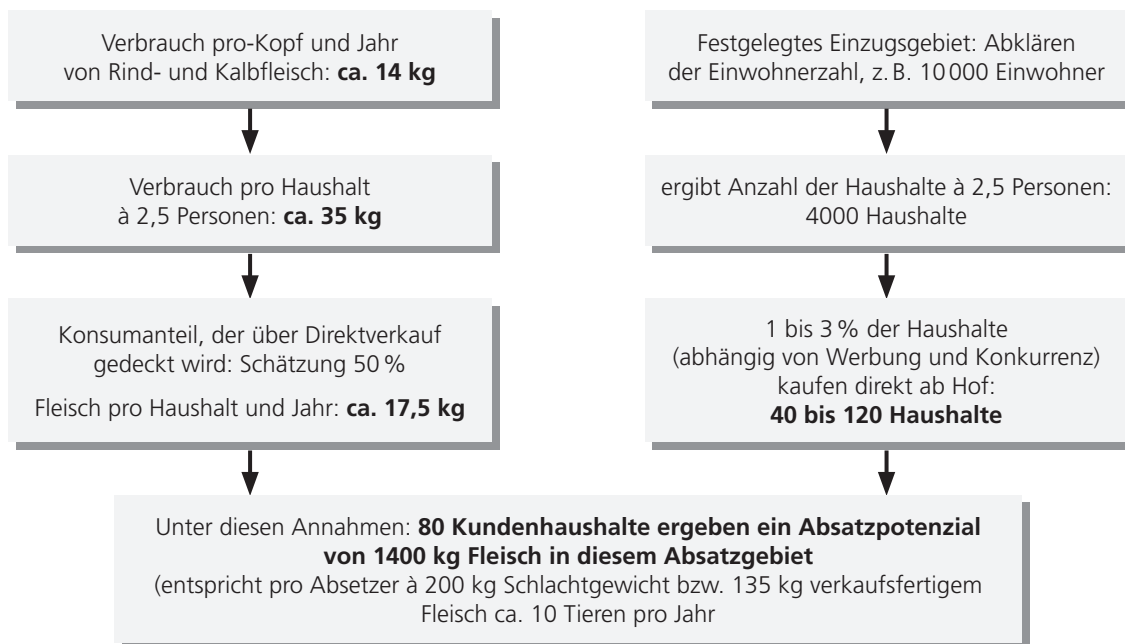 Verbrauch pro-Kopf und Jahr
von Rind- und Kalbfleisch: ca. 14 kg
Verbrauch pro Haushalt
à 2,5 Personen: ca. 35 kg
Konsumanteil, der über Direktverkauf
gedeckt wird: Schätzung 50 %
Fleisch pro Haushalt und Jahr: ca. 17,5 kg
Festgelegtes Einzugsgebiet: Abklären
der Einwohnerzahl, z. B. 10 000 Einwohner
ergibt Anzahl der Haushalte à 2,5 Personen:
4000 Haushalte
1 bis 3 % der Haushalte
(abhängig von Werbung und Konkurrenz)
kaufen direkt ab Hof:
40 bis 120 Haushalte
Unter diesen Annahmen: 80 Kundenhaushalte ergeben ein Absatzpotenzial
von 1400 kg Fleisch in diesem Absatzgebiet
(entspricht pro Absetzer à 200 kg Schlachtgewicht bzw. 135 kg verkaufsfertigem
Fleisch ca. 10 Tieren pro Jahr